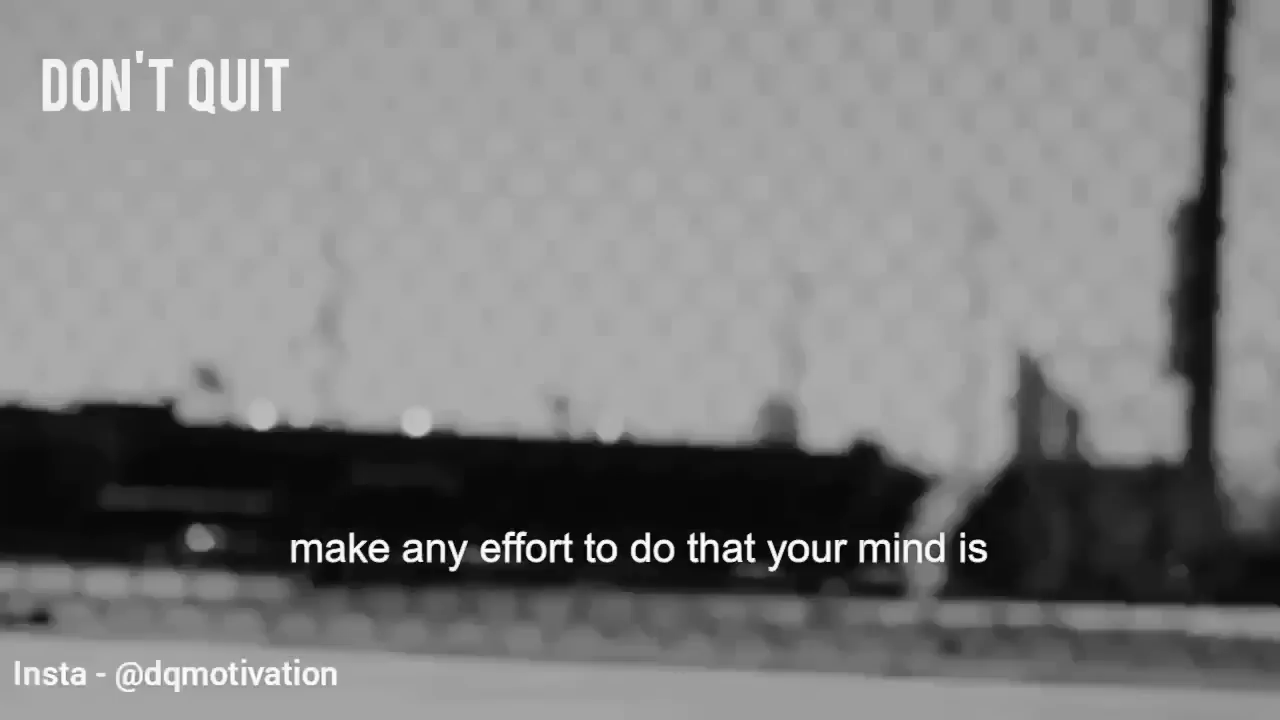 DON'T QUIT
make any effort to do that your mind is
Insta - @dqmotivation